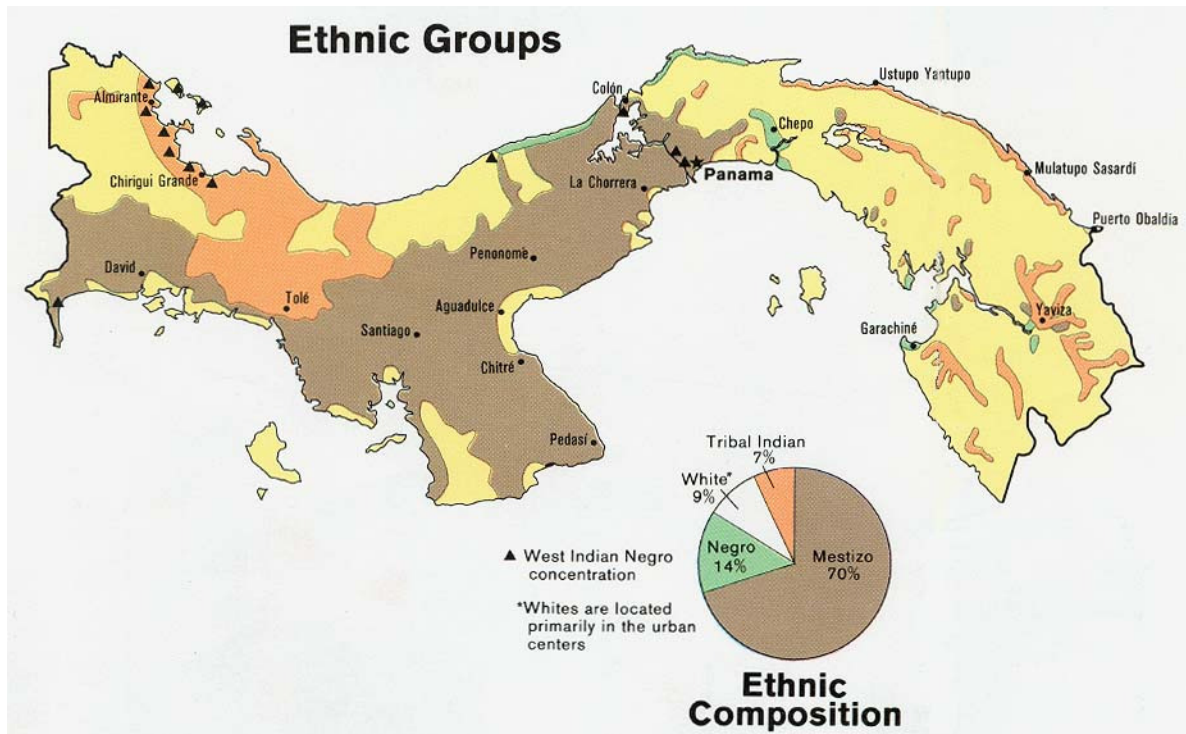 Ethnic Groups
Almirante
Chirigui Grande
David
Tolé
Santiago
Aguadulce
Chitré
Pedasí
Penonomé
La Chorrera
Colón
Panama
Chepo
Ustupo Yantupo
Mulatupo Sasardí
Puerto Obaldía
Yaviza
Garachiné
Tribal Indian
7%
White*
9%
Negro
14%
Mestizo
70%
▲ West Indian Negro
concentration
*Whites are located
primarily in the urban
centers
Ethnic
Composition